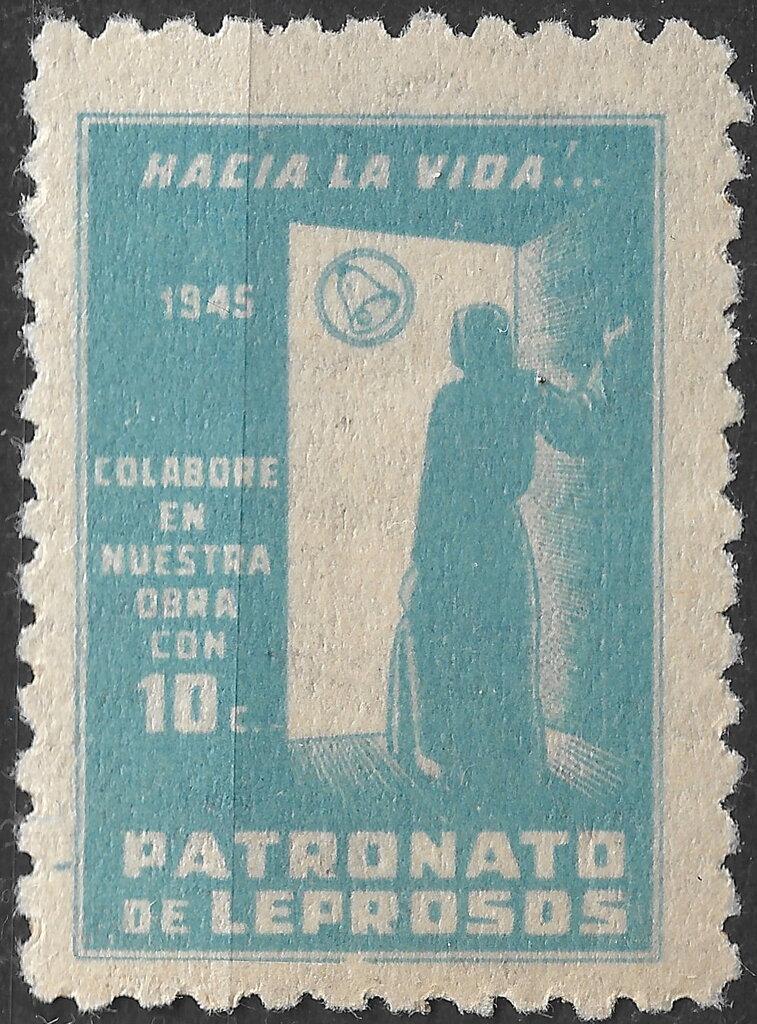 HACIA LA VIDA...
1945
COLABORE
EN
NUESTRA
OBRA
CON
10 c.
PATRONATO
DE LEPROSOS